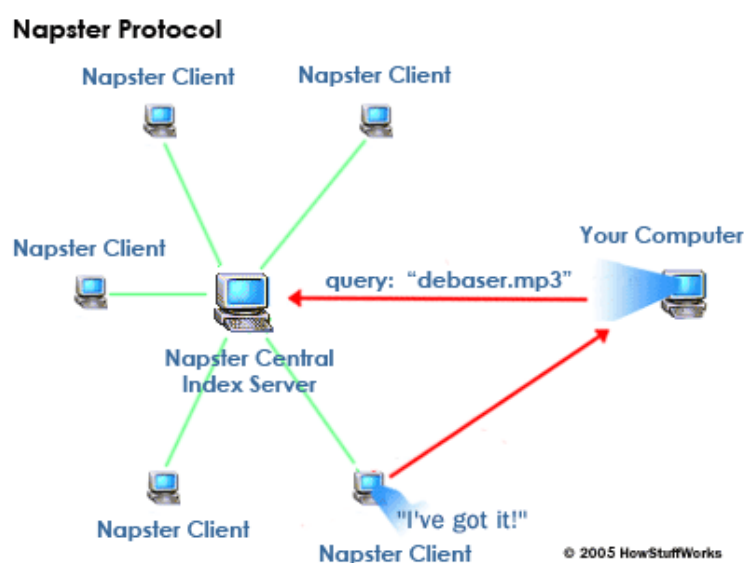 Napster Protocol
Napster Client
Napster Client
Napster Client
Your Computer
query: “debaser.mp3”
Napster Central
Index Server
Napster Client
"I've got it!"
Napster Client
© 2005 HowStuffWorks